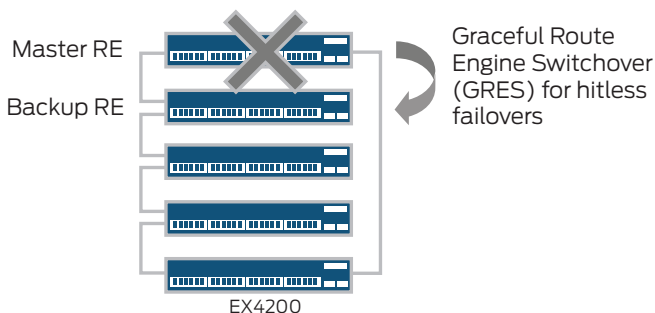 Master RE
Backup RE
Graceful Route
Engine Switchover
(GRES) for hitless
failovers
EX4200